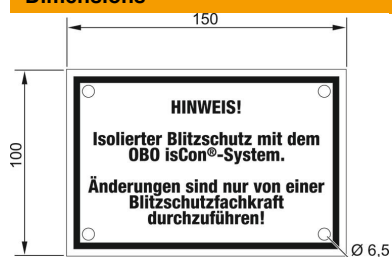 Dimensions
150
100
HINWEIS!
Isolierter Blitzschutz mit dem
OBO isCon®-System.
Änderungen sind nur von einer
Blitzschutzfachkraft
durchzuführen!
Ø 6,5